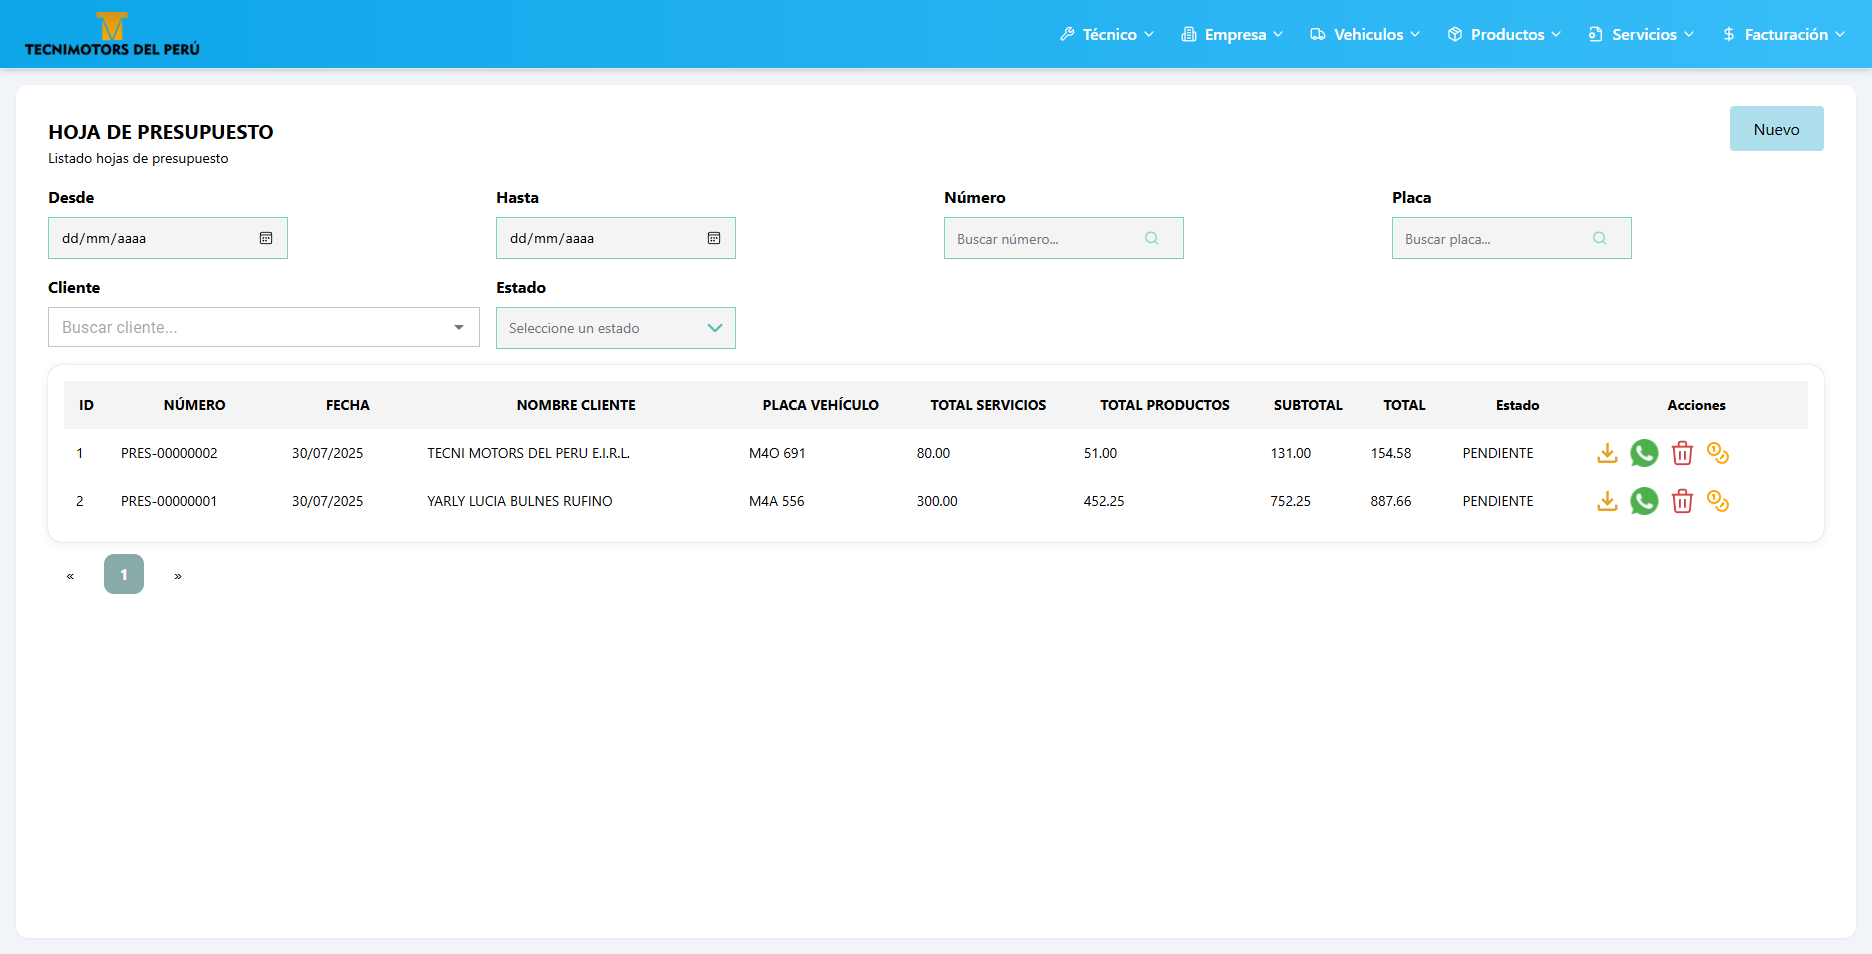 TECNIMOTORS DEL PERÚ
Técnico Empresa Vehiculos Productos Servicios Facturación
HOJA DE PRESUPUESTO
Nuevo
Listado hojas de presupuesto
Desde Hasta Número Placa
dd/mm/aaaa dd/mm/aaaa Buscar número... Buscar placa...
Cliente Estado
Buscar cliente... Seleccione un estado
ID NÚMERO FECHA NOMBRE CLIENTE PLACA VEHÍCULO TOTAL SERVICIOS TOTAL PRODUCTOS SUBTOTAL TOTAL Estado Acciones
1 PRES-00000002 30/07/2025 TECNI MOTORS DEL PERU E.I.R.L. M4O 691 80.00 51.00 131.00 154.58 PENDIENTE
2 PRES-00000001 30/07/2025 YARLY LUCIA BULNES RUFINO M4A 556 300.00 452.25 752.25 887.66 PENDIENTE
« 1 »